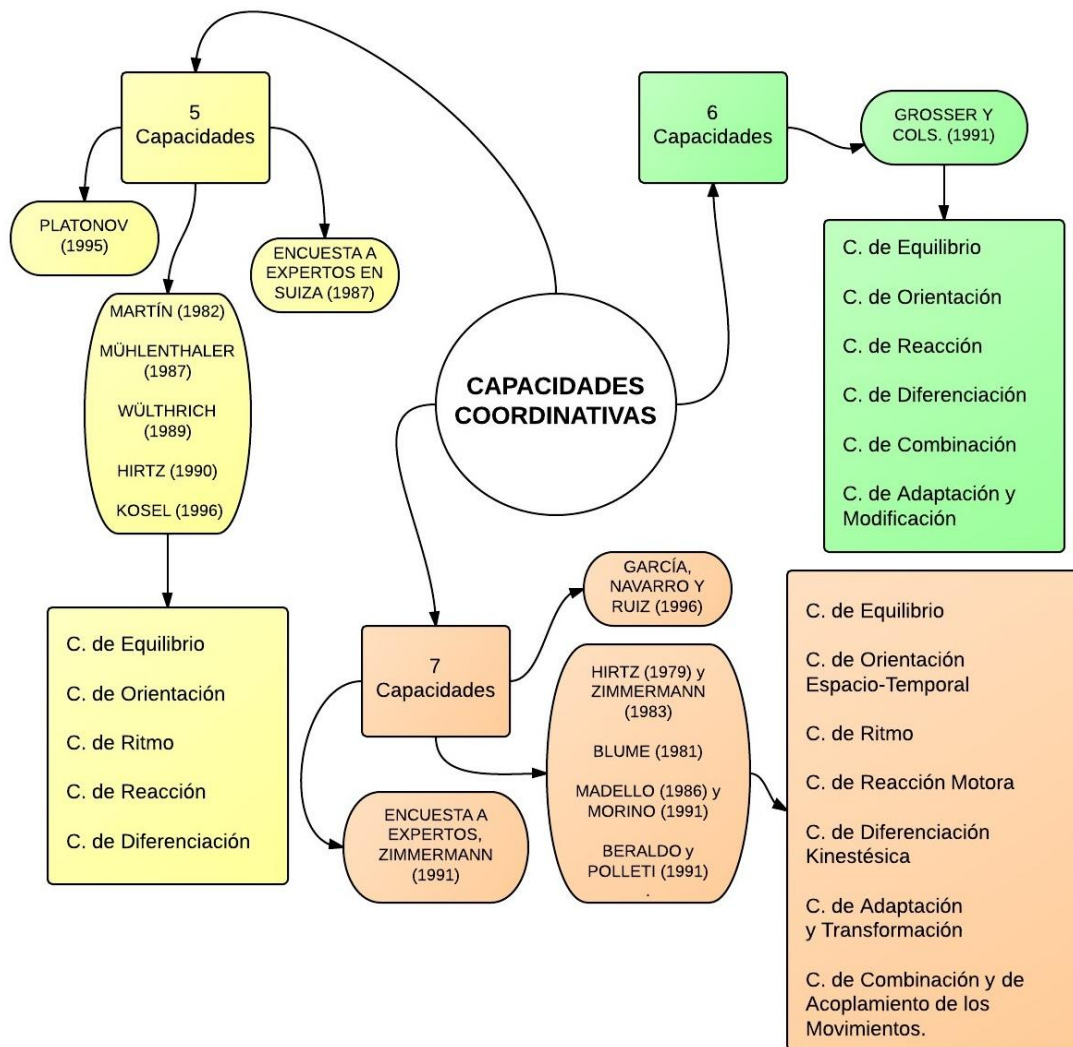 5
Capacidades
PLATONOV
(1995)
ENCUESTA A
EXPERTOS EN
SUIZA (1987)
MARTÍN (1982)
MÜHLENTHALER
(1987)
WÜLTHRICH
(1989)
HIRTZ (1990)
KOSEL (1996)
C. de Equilibrio
C. de Orientación
C. de Ritmo
C. de Reacción
C. de Diferenciación
CAPACIDADES
COORDINATIVAS
6
Capacidades
GROSSER Y
COLS. (1991)
C. de Equilibrio
C. de Orientación
C. de Reacción
C. de Diferenciación
C. de Combinación
C. de Adaptación y
Modificación
7
Capacidades
GARCÍA,
NAVARRO Y
RUIZ (1996)
ENCUESTA A
EXPERTOS,
ZIMMERMANN
(1991)
HIRTZ (1979) y
ZIMMERMANN
(1983)
BLUME (1981)
MADELLO (1986) y
MORINO (1991)
BERALDO y
POLLETI (1991)
.
C. de Equilibrio
C. de Orientación
Espacio-Temporal
C. de Ritmo
C. de Reacción Motora
C. de Diferenciación
Kinestésica
C. de Adaptación
y Transformación
C. de Combinación y de
Acoplamiento de los
Movimientos.